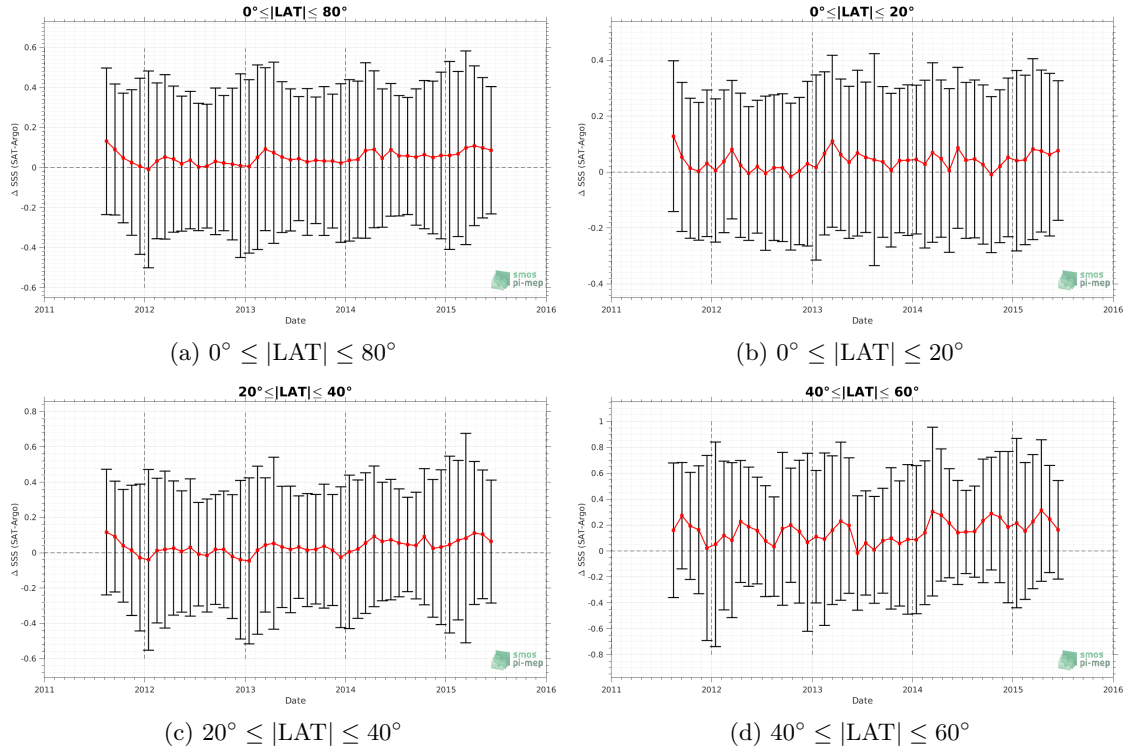 0°≤|LAT|≤ 80°
0.6
0.4
0.2
0
-0.2
-0.4
-0.6
Δ SSS (SAT-Argo)
smos
pi-mep
2011
2012
2013
2014
2015
2016
Date
(a) 0° ≤ |LAT| ≤ 80°
0°≤|LAT|≤ 20°
0.4
0.2
0
-0.2
-0.4
Δ SSS (SAT-Argo)
smos
pi-mep
2011
2012
2013
2014
2015
2016
Date
(b) 0° ≤ |LAT| ≤ 20°
20°≤|LAT|≤ 40°
0.8
0.6
0.4
0.2
0
-0.2
-0.4
-0.6
Δ SSS (SAT-Argo)
smos
pi-mep
2011
2012
2013
2014
2015
2016
Date
(c) 20° ≤ |LAT| ≤ 40°
40°≤|LAT|≤ 60°
1
0.8
0.6
0.4
0.2
0
-0.2
-0.4
-0.6
-0.8
Δ SSS (SAT-Argo)
smos
pi-mep
2011
2012
2013
2014
2015
2016
Date
(d) 40° ≤ |LAT| ≤ 60°